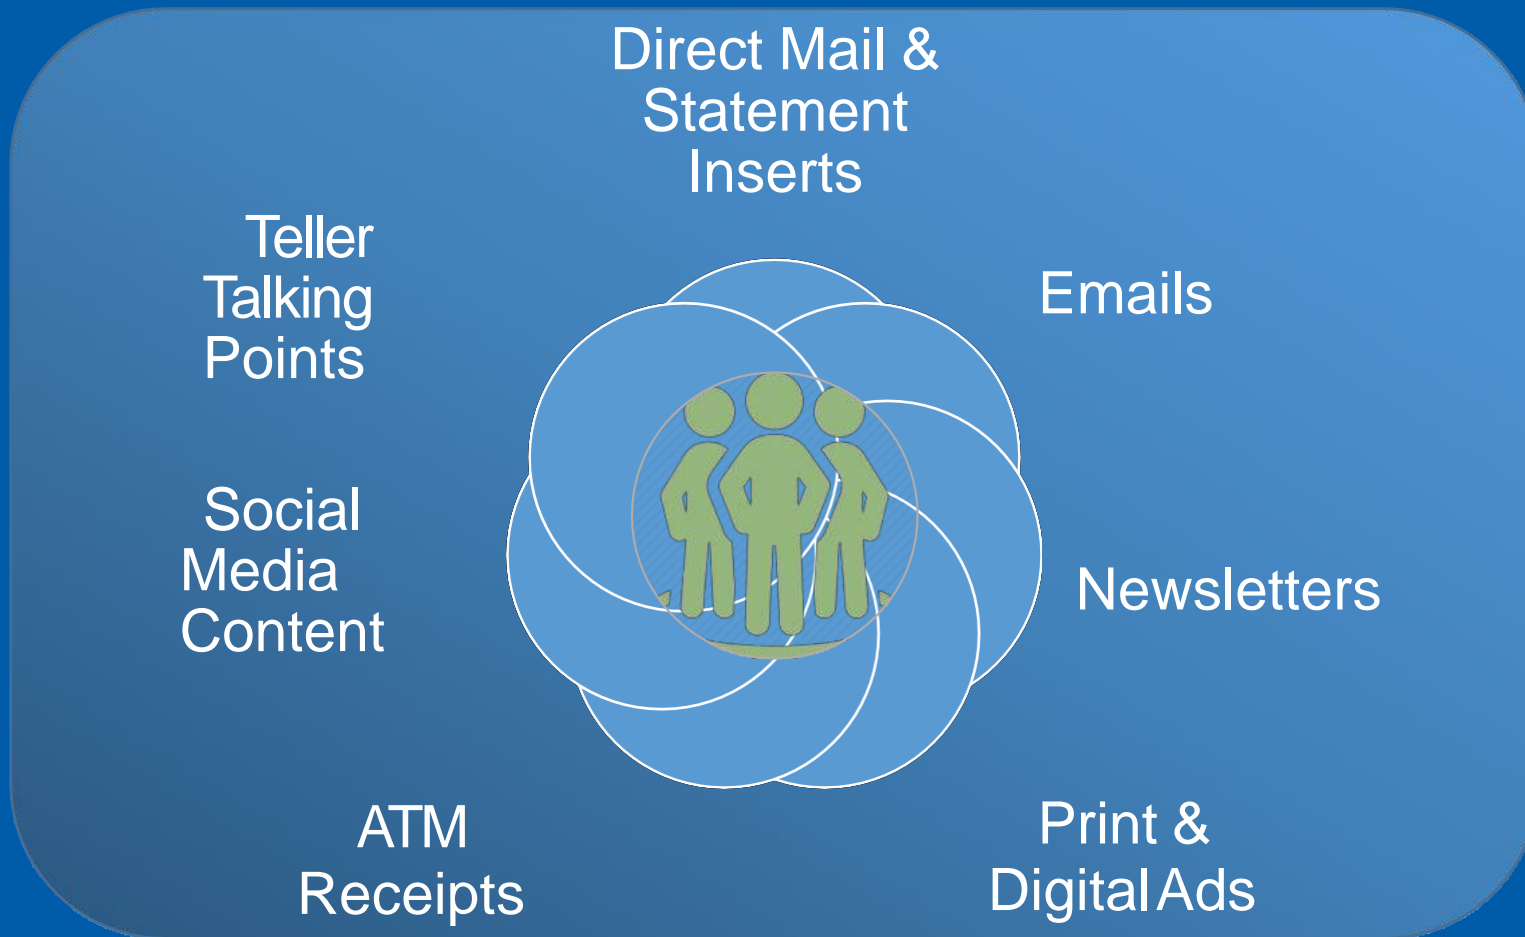 Direct Mail &
Statement
Inserts
Emails
Newsletters
Print &
Digital Ads
ATM
Receipts
Social
Media
Content
Teller
Talking
Points